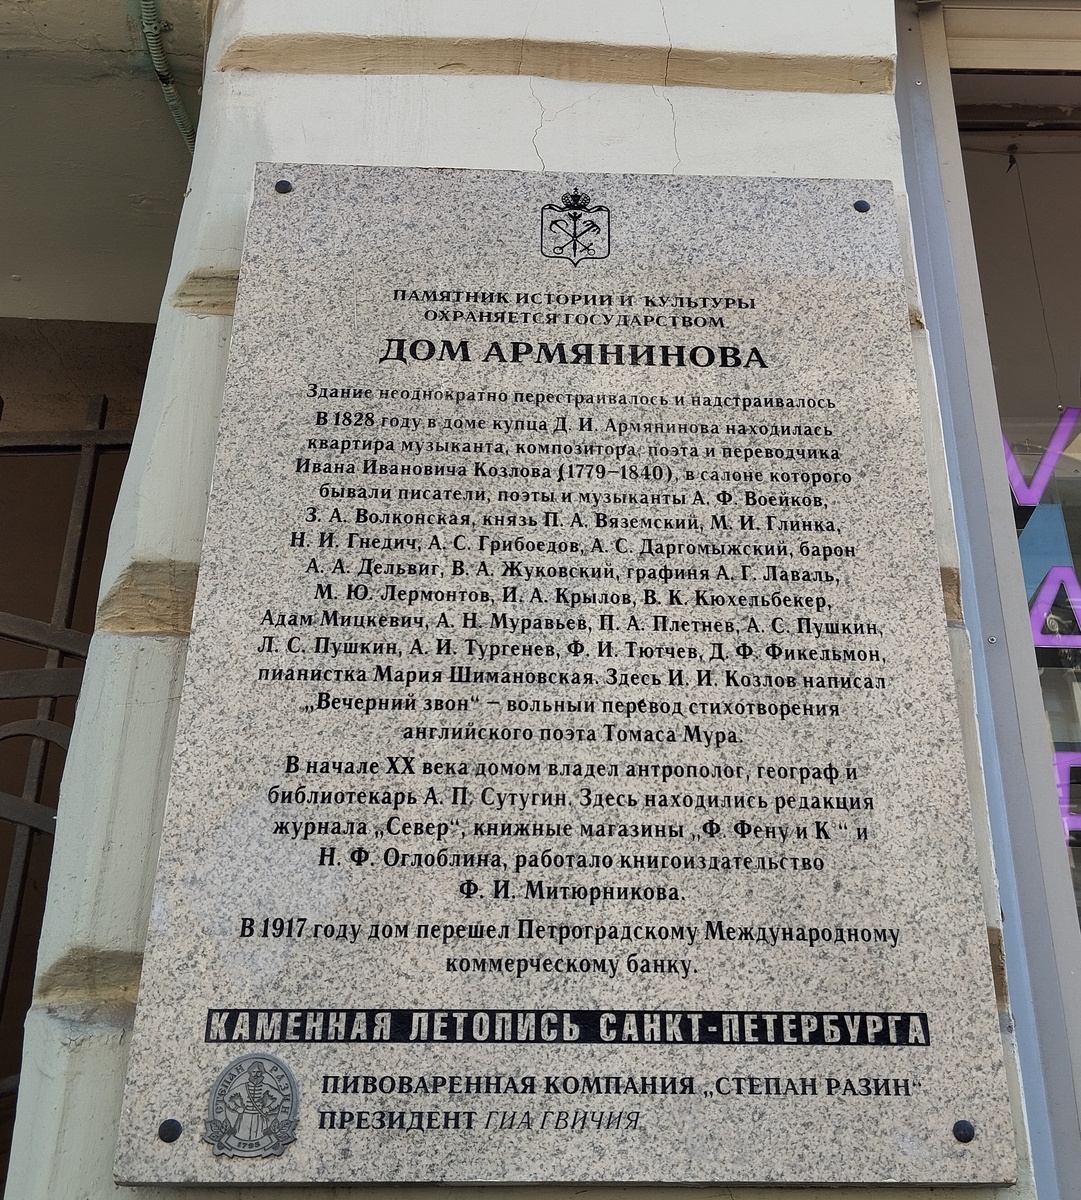 ПАМЯТНИК ИСТОРИИ И КУЛЬТУРЫ
ОХРАНЯЕТСЯ ГОСУДАРСТВОМ
ДОМ АРМЯНИНОВА
Здание неоднократно перестраивалось и надстраивалось
В 1828 году в доме купца Д. И. Армянинова находилась
квартира музыканта, композитора, поэта и переводчика
Ивана Ивановича Козлова (1779–1840), в салоне которого
бывали писатели, поэты и музыканты А. Ф. Воейков,
З. А. Волконская, князь П. А. Вяземский, М. И. Глинка,
Н. И. Гнедич, А. С. Грибоедов, А. С. Даргомыжский, барон
А. А. Дельвиг, В. А. Жуковский, графиня А. Г. Лаваль,
М. Ю. Лермонтов, И. А. Крылов, В. К. Кюхельбекер,
Адам Мицкевич, А. Н. Муравьев, П. А. Плетнев, А. С. Пушкин,
Л. С. Пушкин, А. И. Тургенев, Ф. И. Тютчев, Д. Ф. Фикельмон,
пианистка Мария Шимановская. Здесь И. И. Козлов написал
„Вечерний звон“ – вольный перевод стихотворения
английского поэта Томаса Мура.
В начале XX века домом владел антрополог, географ и
библиотекарь А. П. Сутугин. Здесь находились редакция
журнала „Север“, книжные магазины „Ф. Фену и К “ и
Н. Ф. Оглоблина, работало книгоиздательство
Ф. И. Митюрникова.
В 1917 году дом перешел Петроградскому Международному
коммерческому банку.
КАМЕННАЯ ЛЕТОПИСЬ САНКТ-ПЕТЕРБУРГА
СТЕПАН РАЗИН
1795
ПИВОВАРЕННАЯ КОМПАНИЯ „СТЕПАН РАЗИН“
ПРЕЗИДЕНТ ГИА ГВИЧИЯ